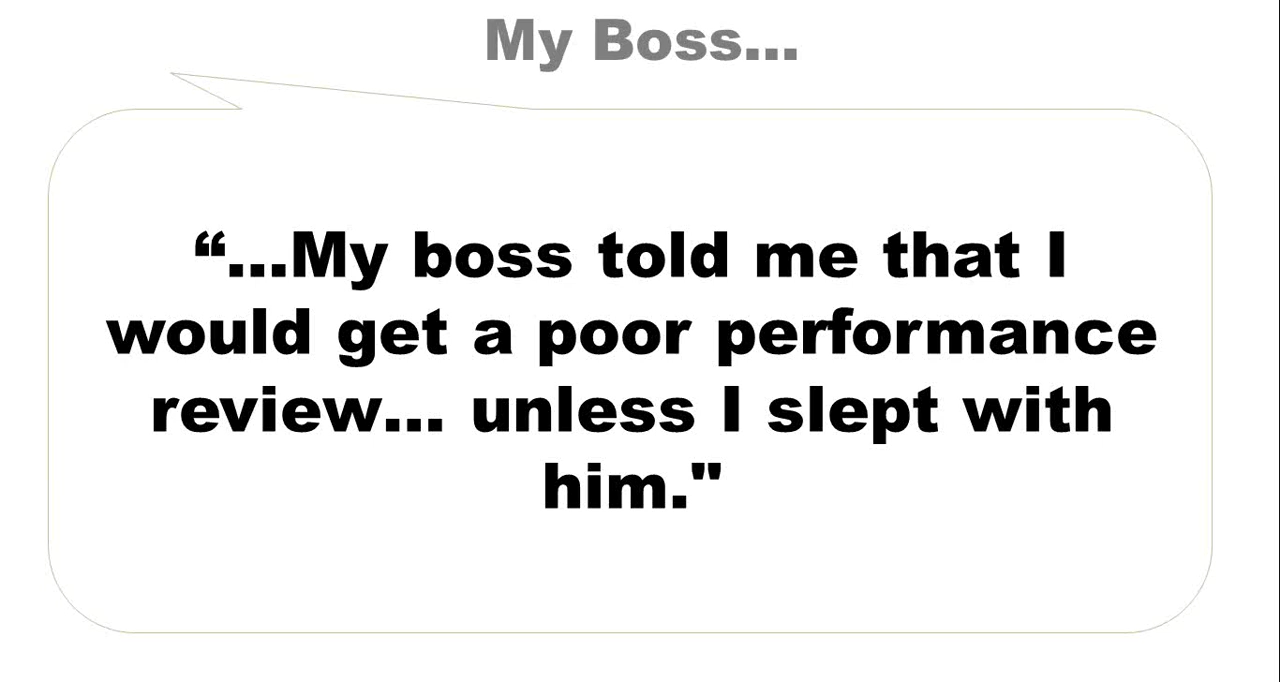 My Boss...
“...My boss told me that I
would get a poor performance
review... unless I slept with
him."